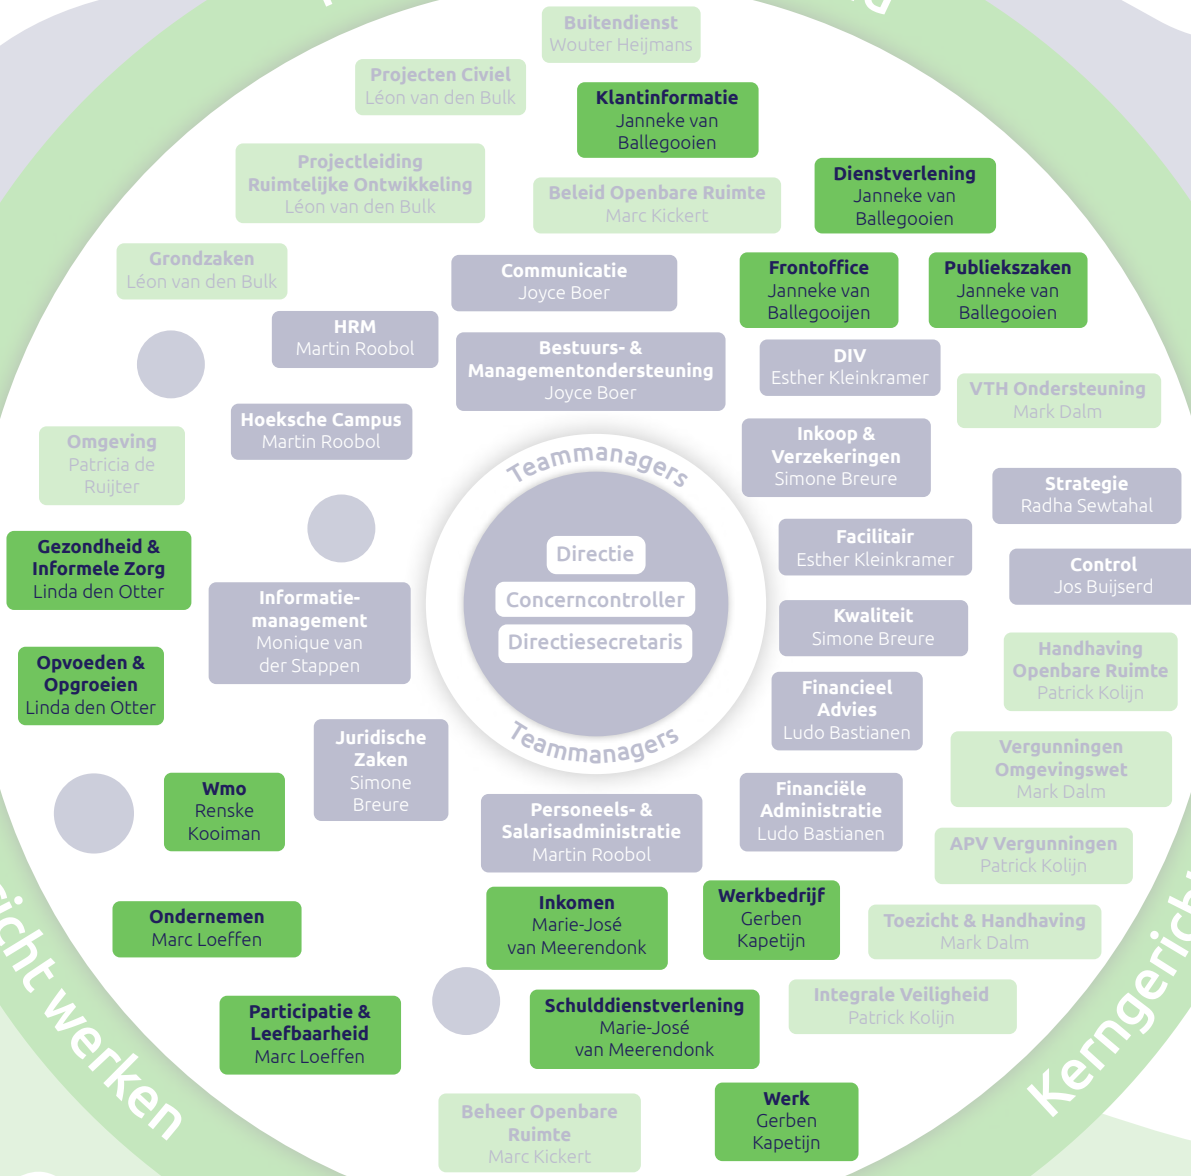 Buitendienst
Wouter Heijmans
Projecten Civiel
Léon van den Bulk
Klantinformatie
Janneke van
Ballegooien
Projectleiding
Ruimtelijke Ontwikkeling
Léon van den Bulk
Beleid Openbare Ruimte
Marc Kickert
Dienstverlening
Janneke van
Ballegooien
Grondzaken
Léon van den Bulk
Communicatie
Joyce Boer
Frontoffice
Janneke van
Ballegooijen
Publiekszaken
Janneke van
Ballegooien
HRM
Martin Roobol
Bestuurs- &
Managementondersteuning
Joyce Boer
DIV
Esther Kleinkramer
VTH Ondersteuning
Mark Dalm
Hoeksche Campus
Martin Roobol
Omgeving
Patricia de
Ruijter
Inkoop &
Verzekeringen
Simone Breure
Teammanagers
Strategie
Radha Sewtahal
Gezondheid &
Informele Zorg
Linda den Otter
Directie
Concerncontroller
Directiesecretaris
Facilitair
Esther Kleinkramer
Control
Jos Buijserd
Informatie-
management
Monique van
der Stappen
Kwaliteit
Simone Breure
Opvoeden &
Opgroeien
Linda den Otter
Handhaving
Openbare Ruimte
Patrick Kolijn
Financieel
Advies
Ludo Bastianen
Juridische
Zaken
Simone
Breure
Teammanagers
Vergunningen
Omgevingswet
Mark Dalm
Wmo
Renske
Kooiman
Personeels- &
Salarisadministratie
Martin Roobol
Financiële
Administratie
Ludo Bastianen
APV Vergunningen
Patrick Kolijn
Ondernemen
Marc Loeffen
Inkomen
Marie-José
van Meerendonk
Werkbedrijf
Gerben
Kapetijn
Toezicht & Handhaving
Mark Dalm
Participatie &
Leefbaarheid
Marc Loeffen
Schulddienstverlening
Marie-José
van Meerendonk
Integrale Veiligheid
Patrick Kolijn
Beheer Openbare
Ruimte
Marc Kickert
Werk
Gerben
Kapetijn
icht werken
Kerngerich